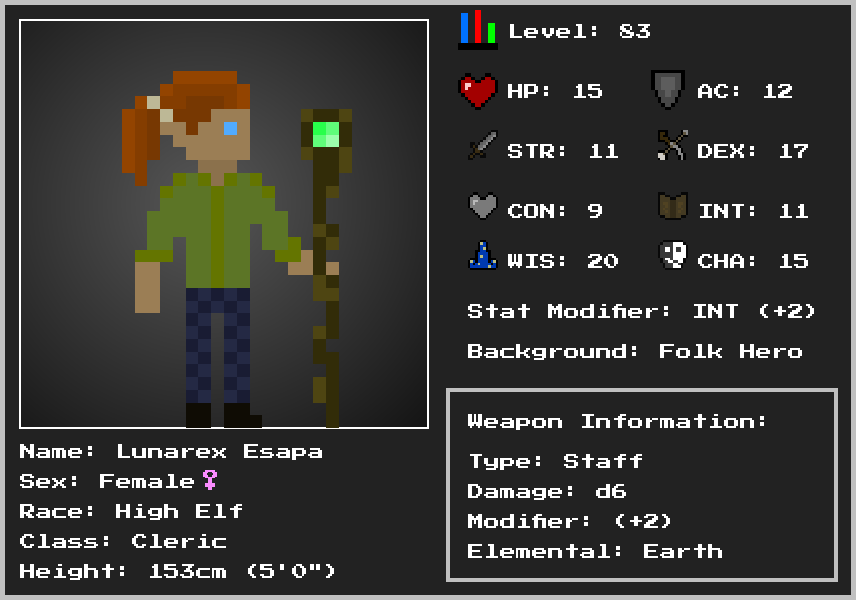 Level: 83
HP: 15 AC: 12
STR: 11 DEX: 17
CON: 9 INT: 11
WIS: 20 CHA: 15
Stat Modifier: INT (+2)
Background: Folk Hero
Weapon Information:
Type: Staff
Damage: d6
Modifier: (+2)
Elemental: Earth
Name: Lunarex Esapa
Sex: Female♀
Race: High Elf
Class: Cleric
Height: 153cm (5'0")